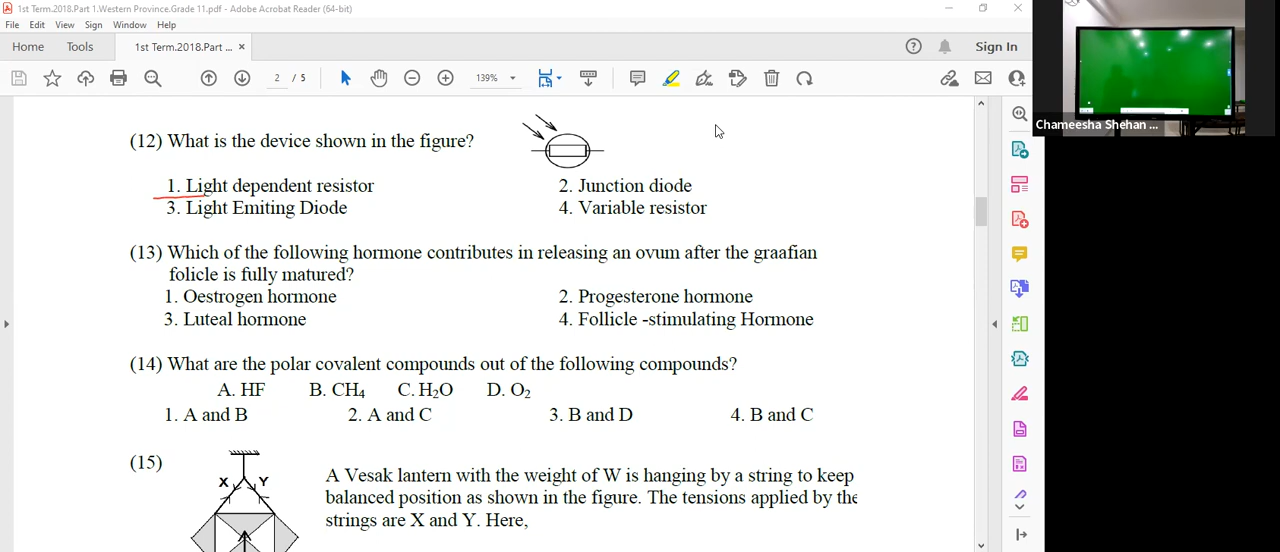 1st Term.2018.Part 1.Western Province.Grade 11.pdf - Adobe Acrobat Reader (64-bit)
File Edit View Sign Window Help
Home Tools 1st Term.2018.Part ... × Sign In
2 / 5 139%
(12) What is the device shown in the figure?
1. Light dependent resistor 2. Junction diode
3. Light Emiting Diode 4. Variable resistor
(13) Which of the following hormone contributes in releasing an ovum after the graafian
folicle is fully matured?
1. Oestrogen hormone 2. Progesterone hormone
3. Luteal hormone 4. Follicle -stimulating Hormone
(14) What are the polar covalent compounds out of the following compounds?
A. HF B. CH₄ C. H₂O D. O₂
1. A and B 2. A and C 3. B and D 4. B and C
(15)
X Y
A Vesak lantern with the weight of W is hanging by a string to keep
balanced position as shown in the figure. The tensions applied by the
strings are X and Y. Here,
Chameesha Shehan ...